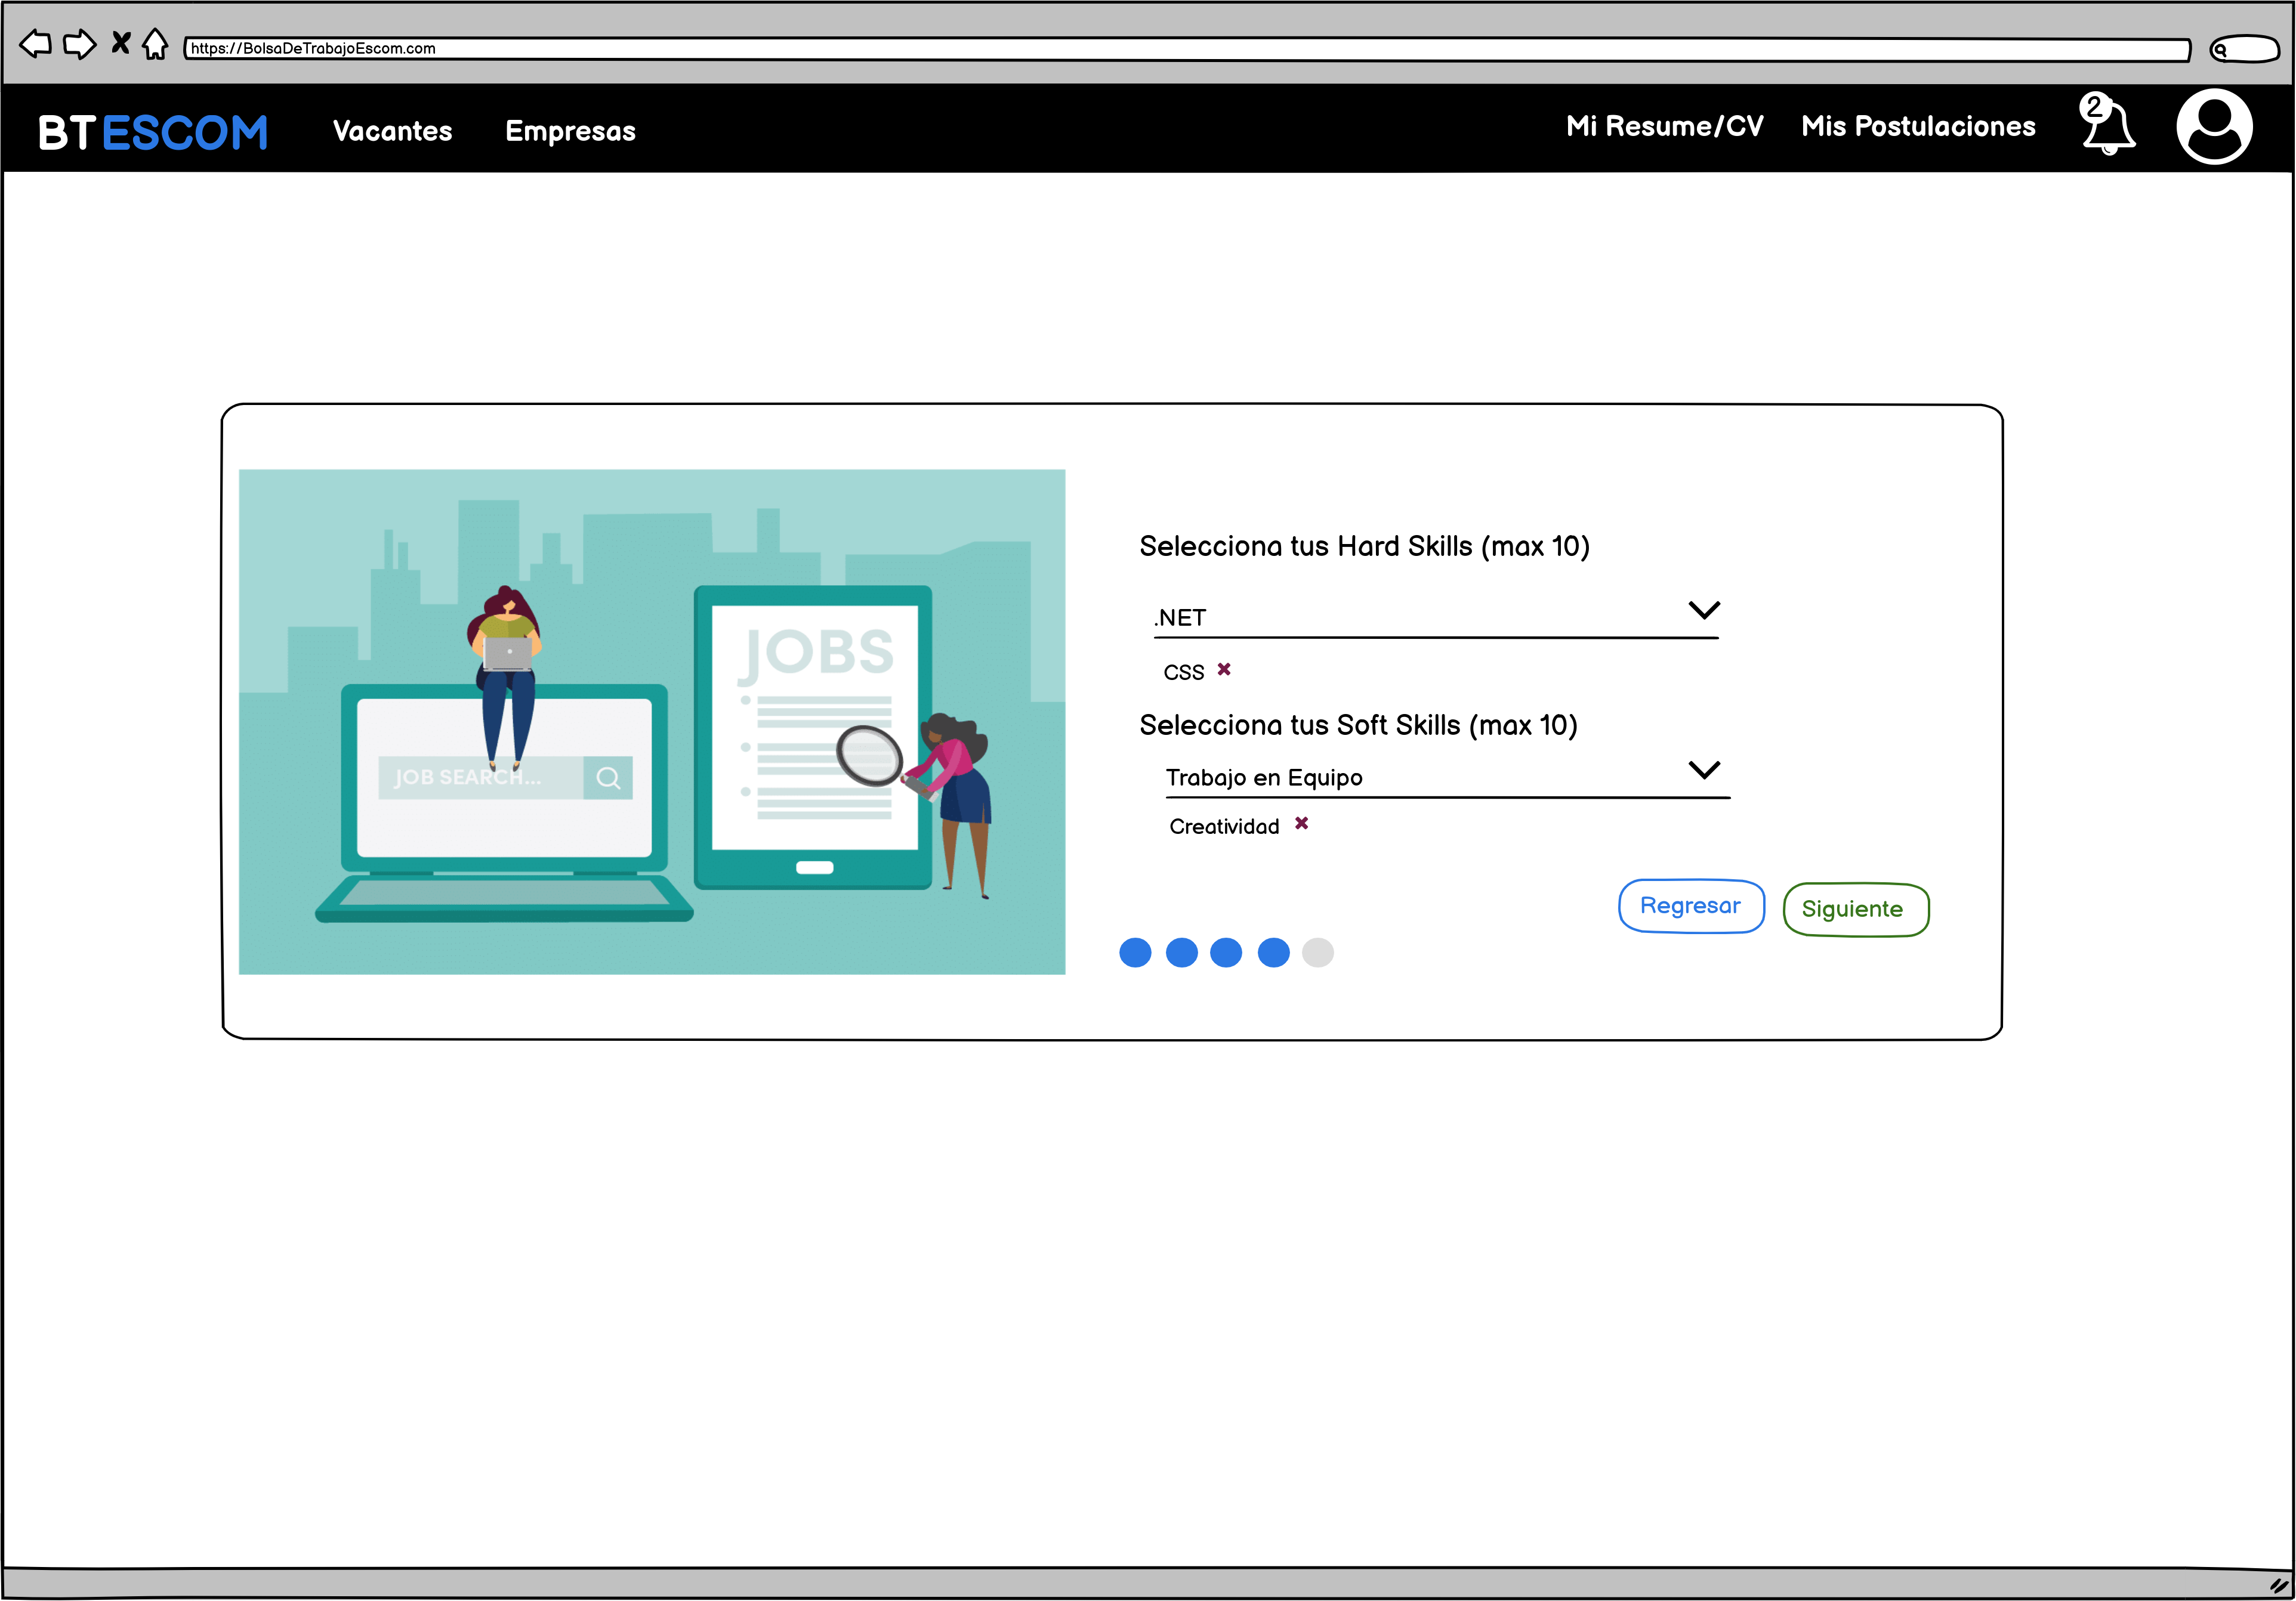 https://BolsaDeTrabajoEscom.com
BTESCOM Vacantes Empresas Mi Resume/CV Mis Postulaciones 2
Selecciona tus Hard Skills (max 10)
.NET
CSS
Selecciona tus Soft Skills (max 10)
Trabajo en Equipo
Creatividad
Regresar Siguiente
JOBS
JOB SEARCH...